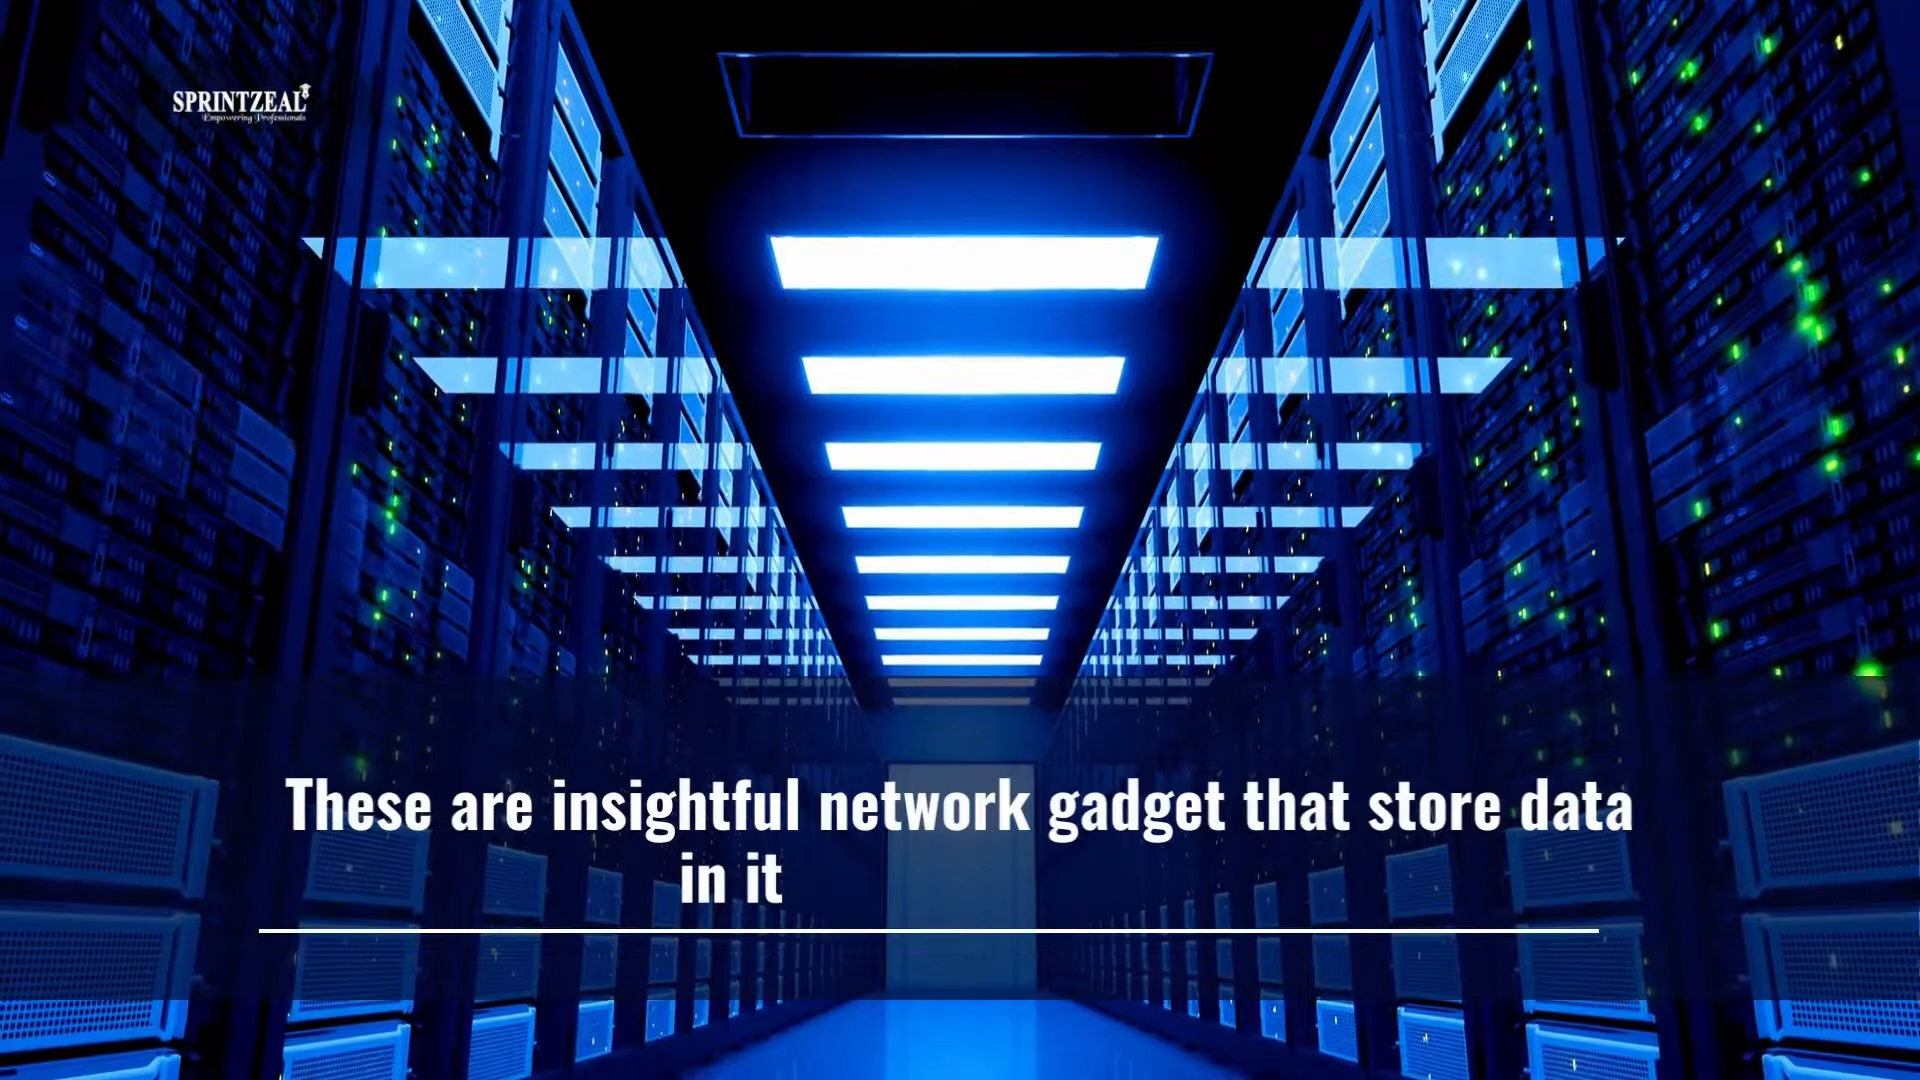 SPRINTZEAL
Empowering Professionals
These are insightful network gadget that store data
in it